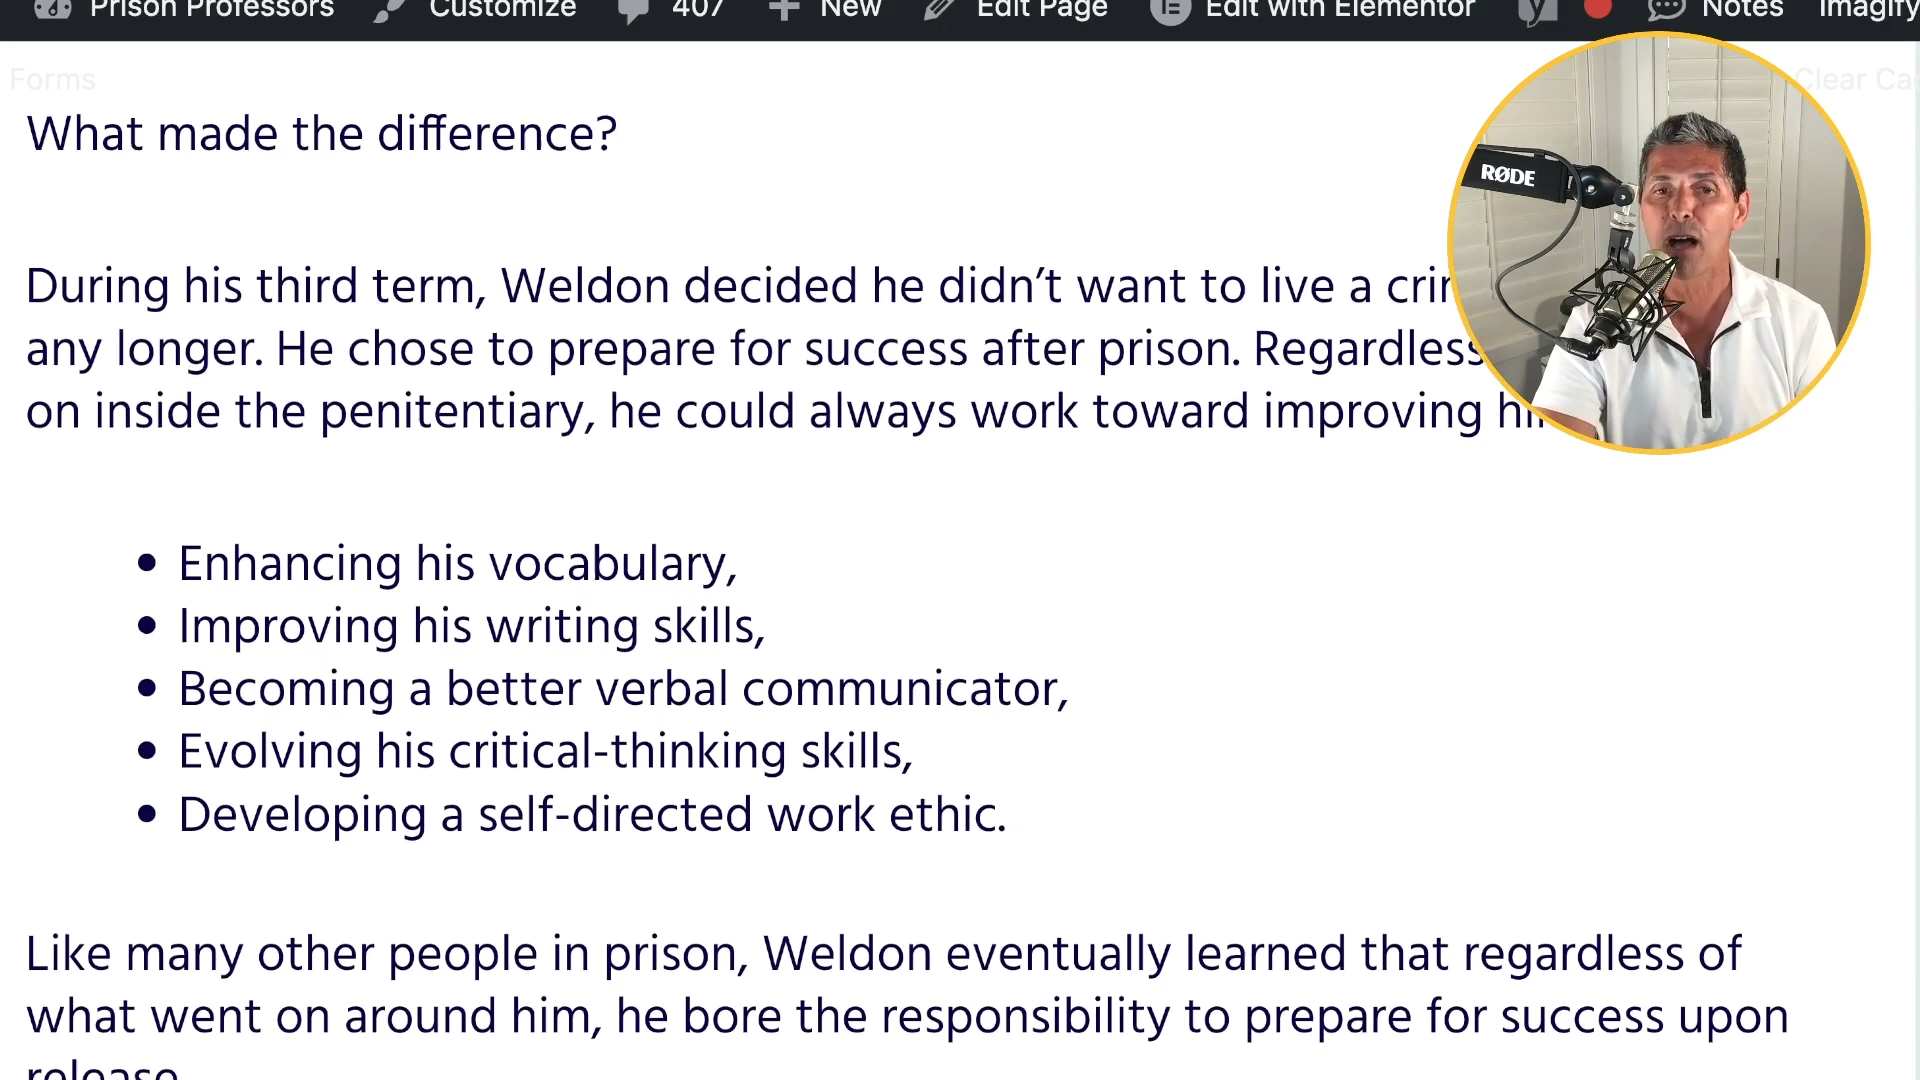 Prison Professors Customize 407 New Edit Page Edit with Elementor Notes Imagify
Forms Clear
RØDE
What made the difference?
During his third term, Weldon decided he didn’t want to live a
any longer. He chose to prepare for success after prison. Regardless
on inside the penitentiary, he could always work toward improving
• Enhancing his vocabulary,
• Improving his writing skills,
• Becoming a better verbal communicator,
• Evolving his critical-thinking skills,
• Developing a self-directed work ethic.
Like many other people in prison, Weldon eventually learned that regardless of
what went on around him, he bore the responsibility to prepare for success upon
release